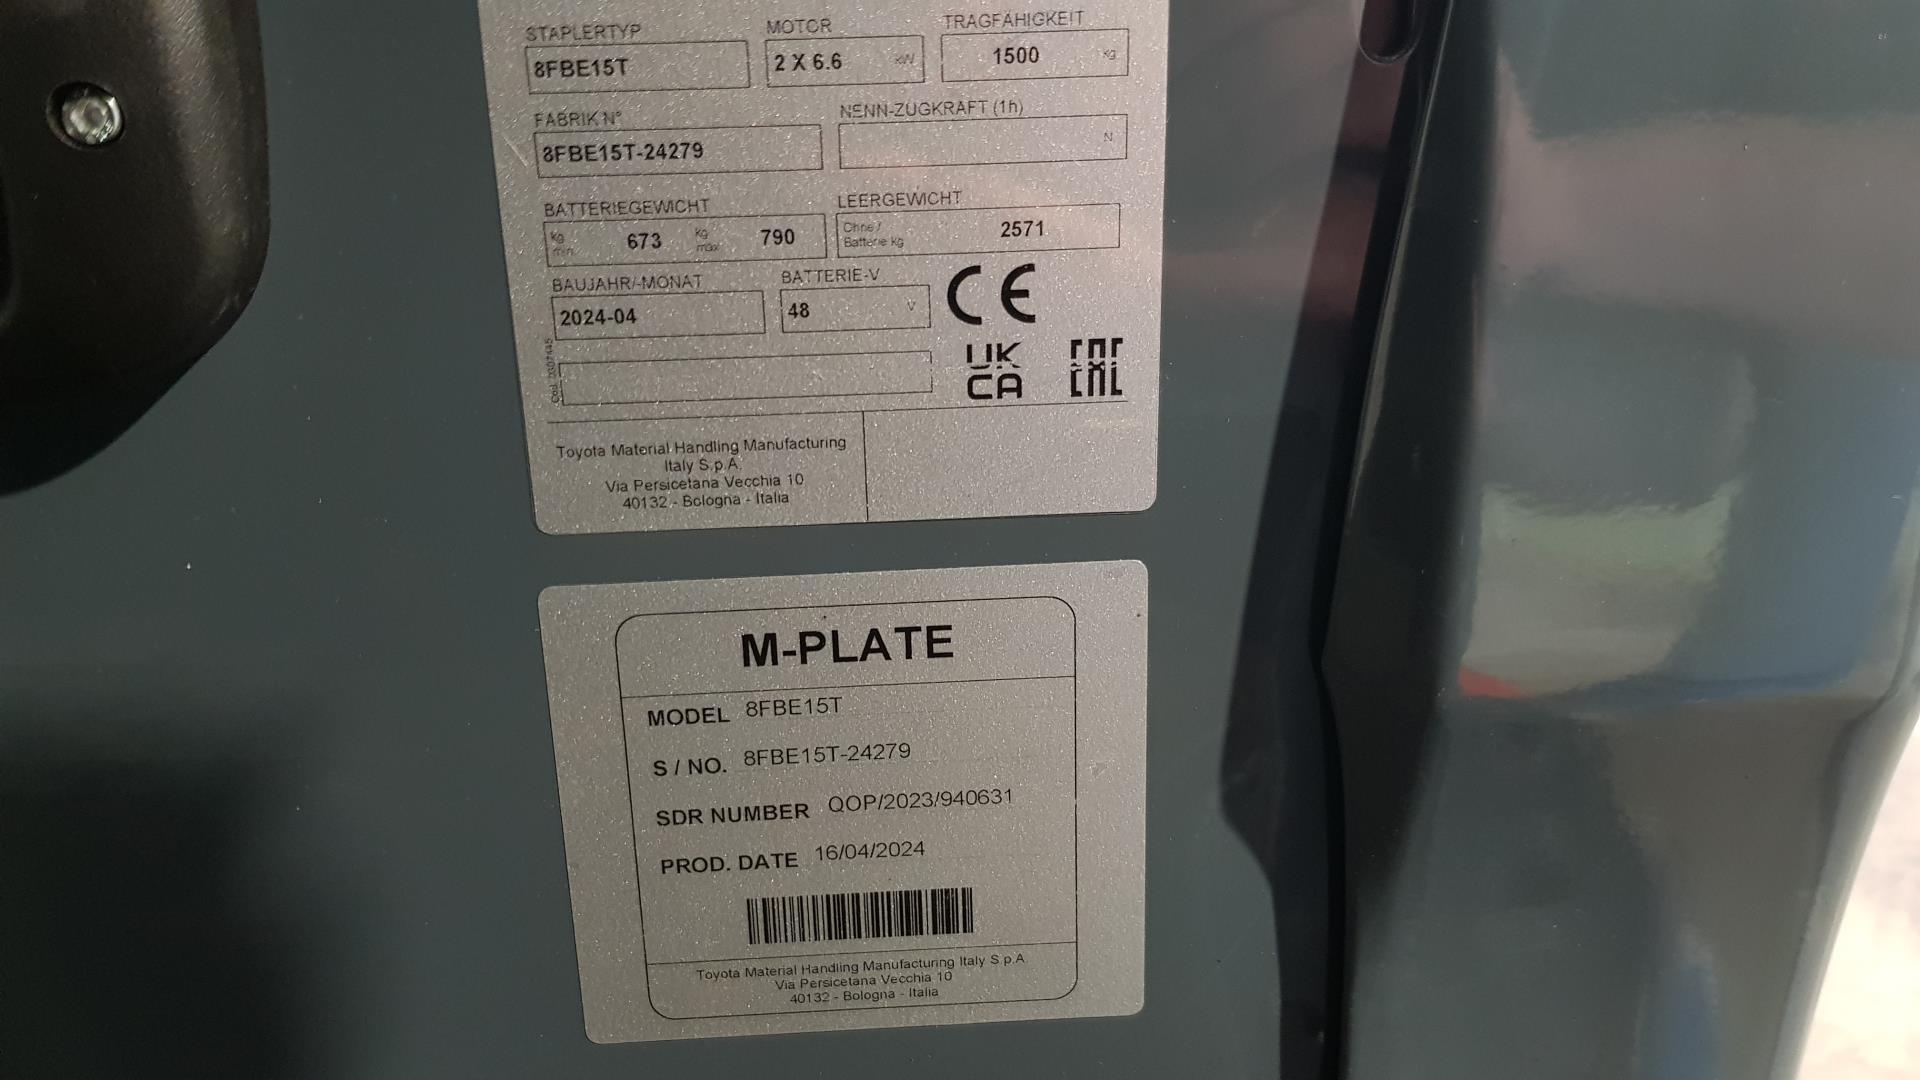 STAPLERTYP MOTOR TRAGFÄHIGKEIT
8FBE15T 2 X 6.6 kW 1500 kg
FABRIK N° NENN-ZUGKRAFT (1h)
8FBE15T-24279 N
BATTERIEGEWICHT LEERGEWICHT
kg min 673 kg max 790 Ohne / Batterie kg 2571
BAUJAHR/-MONAT BATTERIE-V
2024-04 48 V CE
UK CA EAC
Toyota Material Handling Manufacturing
Italy S.p.A.
Via Persicetana Vecchia 10
40132 - Bologna - Italia
M-PLATE
MODEL 8FBE15T
S / NO. 8FBE15T-24279
SDR NUMBER QOP/2023/940631
PROD. DATE 16/04/2024
Toyota Material Handling Manufacturing Italy S.p.A.
Via Persicetana Vecchia 10
40132 - Bologna - Italia